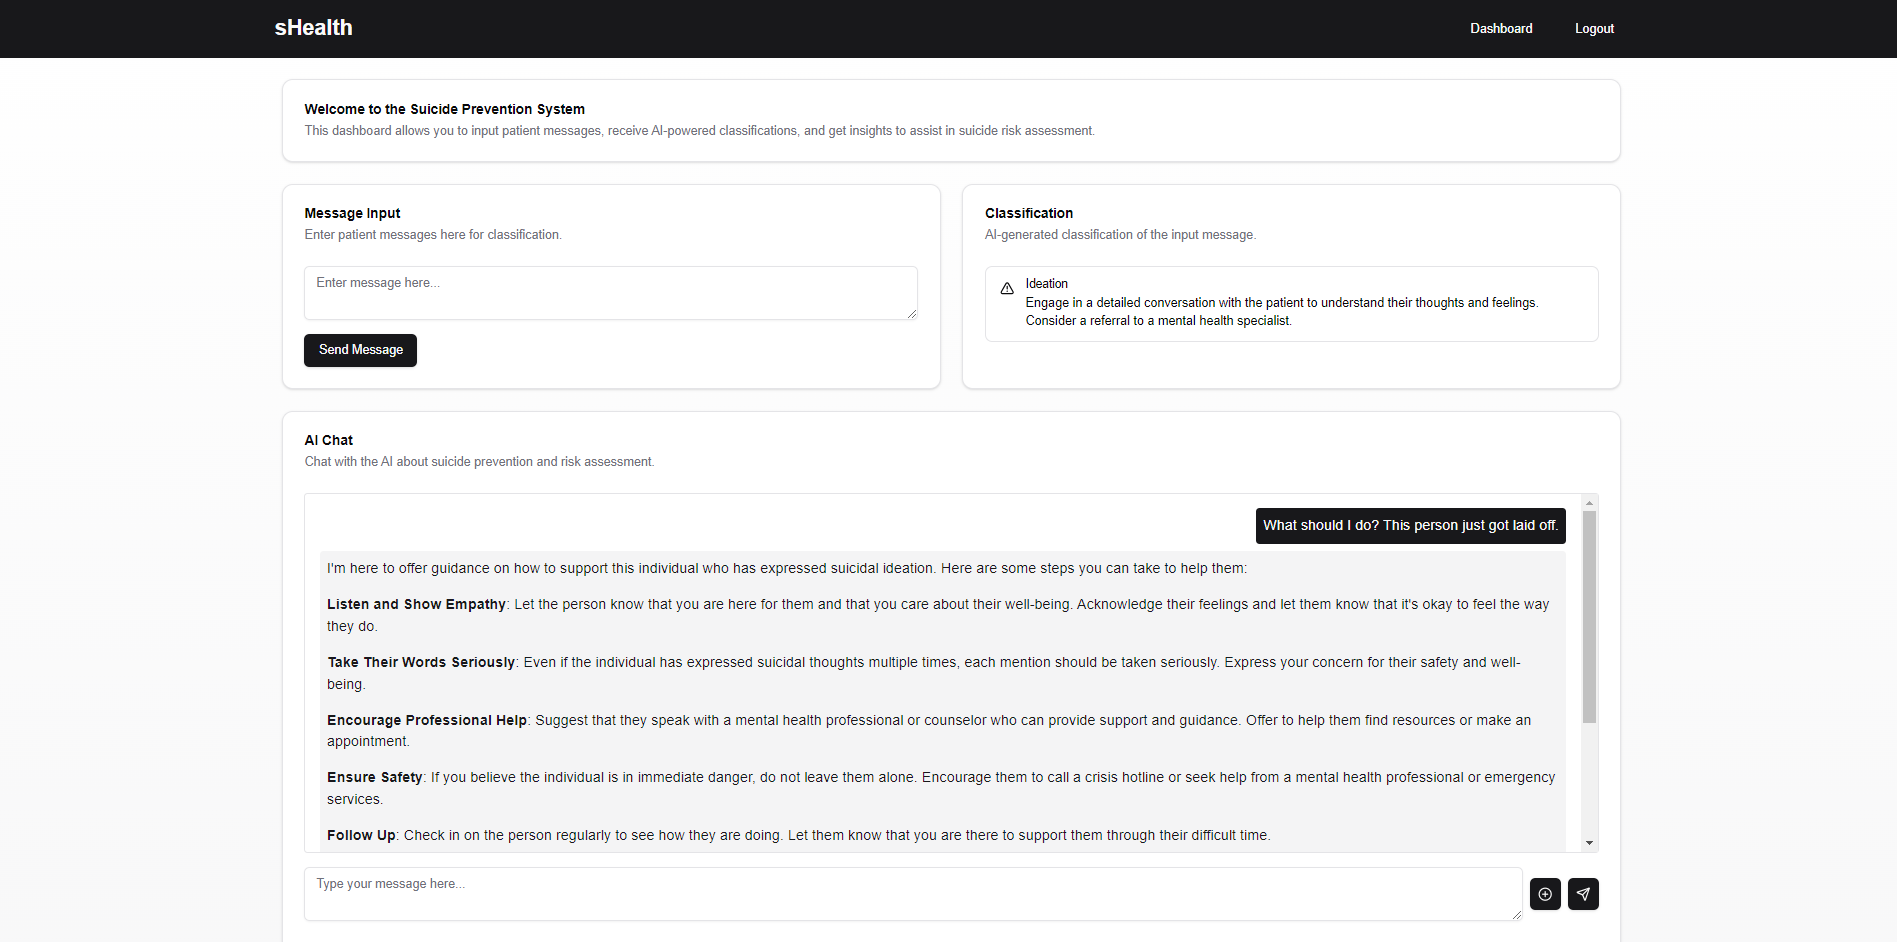 sHealth
Dashboard
Logout
Welcome to the Suicide Prevention System
This dashboard allows you to input patient messages, receive AI-powered classifications, and get insights to assist in suicide risk assessment.
Message Input
Enter patient messages here for classification.
Enter message here...
Send Message
Classification
AI-generated classification of the input message.
Ideation
Engage in a detailed conversation with the patient to understand their thoughts and feelings.
Consider a referral to a mental health specialist.
AI Chat
Chat with the AI about suicide prevention and risk assessment.
What should I do? This person just got laid off.
I'm here to offer guidance on how to support this individual who has expressed suicidal ideation. Here are some steps you can take to help them:
Listen and Show Empathy: Let the person know that you are here for them and that you care about their well-being. Acknowledge their feelings and let them know that it's okay to feel the way
they do.
Take Their Words Seriously: Even if the individual has expressed suicidal thoughts multiple times, each mention should be taken seriously. Express your concern for their safety and well-
being.
Encourage Professional Help: Suggest that they speak with a mental health professional or counselor who can provide support and guidance. Offer to help them find resources or make an
appointment.
Ensure Safety: If you believe the individual is in immediate danger, do not leave them alone. Encourage them to call a crisis hotline or seek help from a mental health professional or emergency
services.
Follow Up: Check in on the person regularly to see how they are doing. Let them know that you are there to support them through their difficult time.
Type your message here...